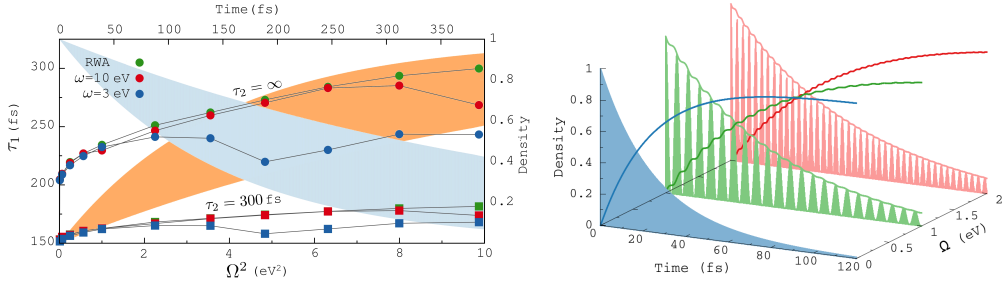 Time(fs)
0 50 100 150 200 250 300 350
300
250
200
150
τ1(fs)
RWA
ω=10 eV
ω=3 eV
τ2=∞
τ2=300 fs
1
0.8
0.6
0.4
0.2
Density
0 2 4 6 8 10
Ω2 (eV2)
1
0.8
0.6
0.4
0.2
0
Density
0 20 40 60 80 100 120
Time (fs)
0 0.5 1 1.5 2
Ω (eV)